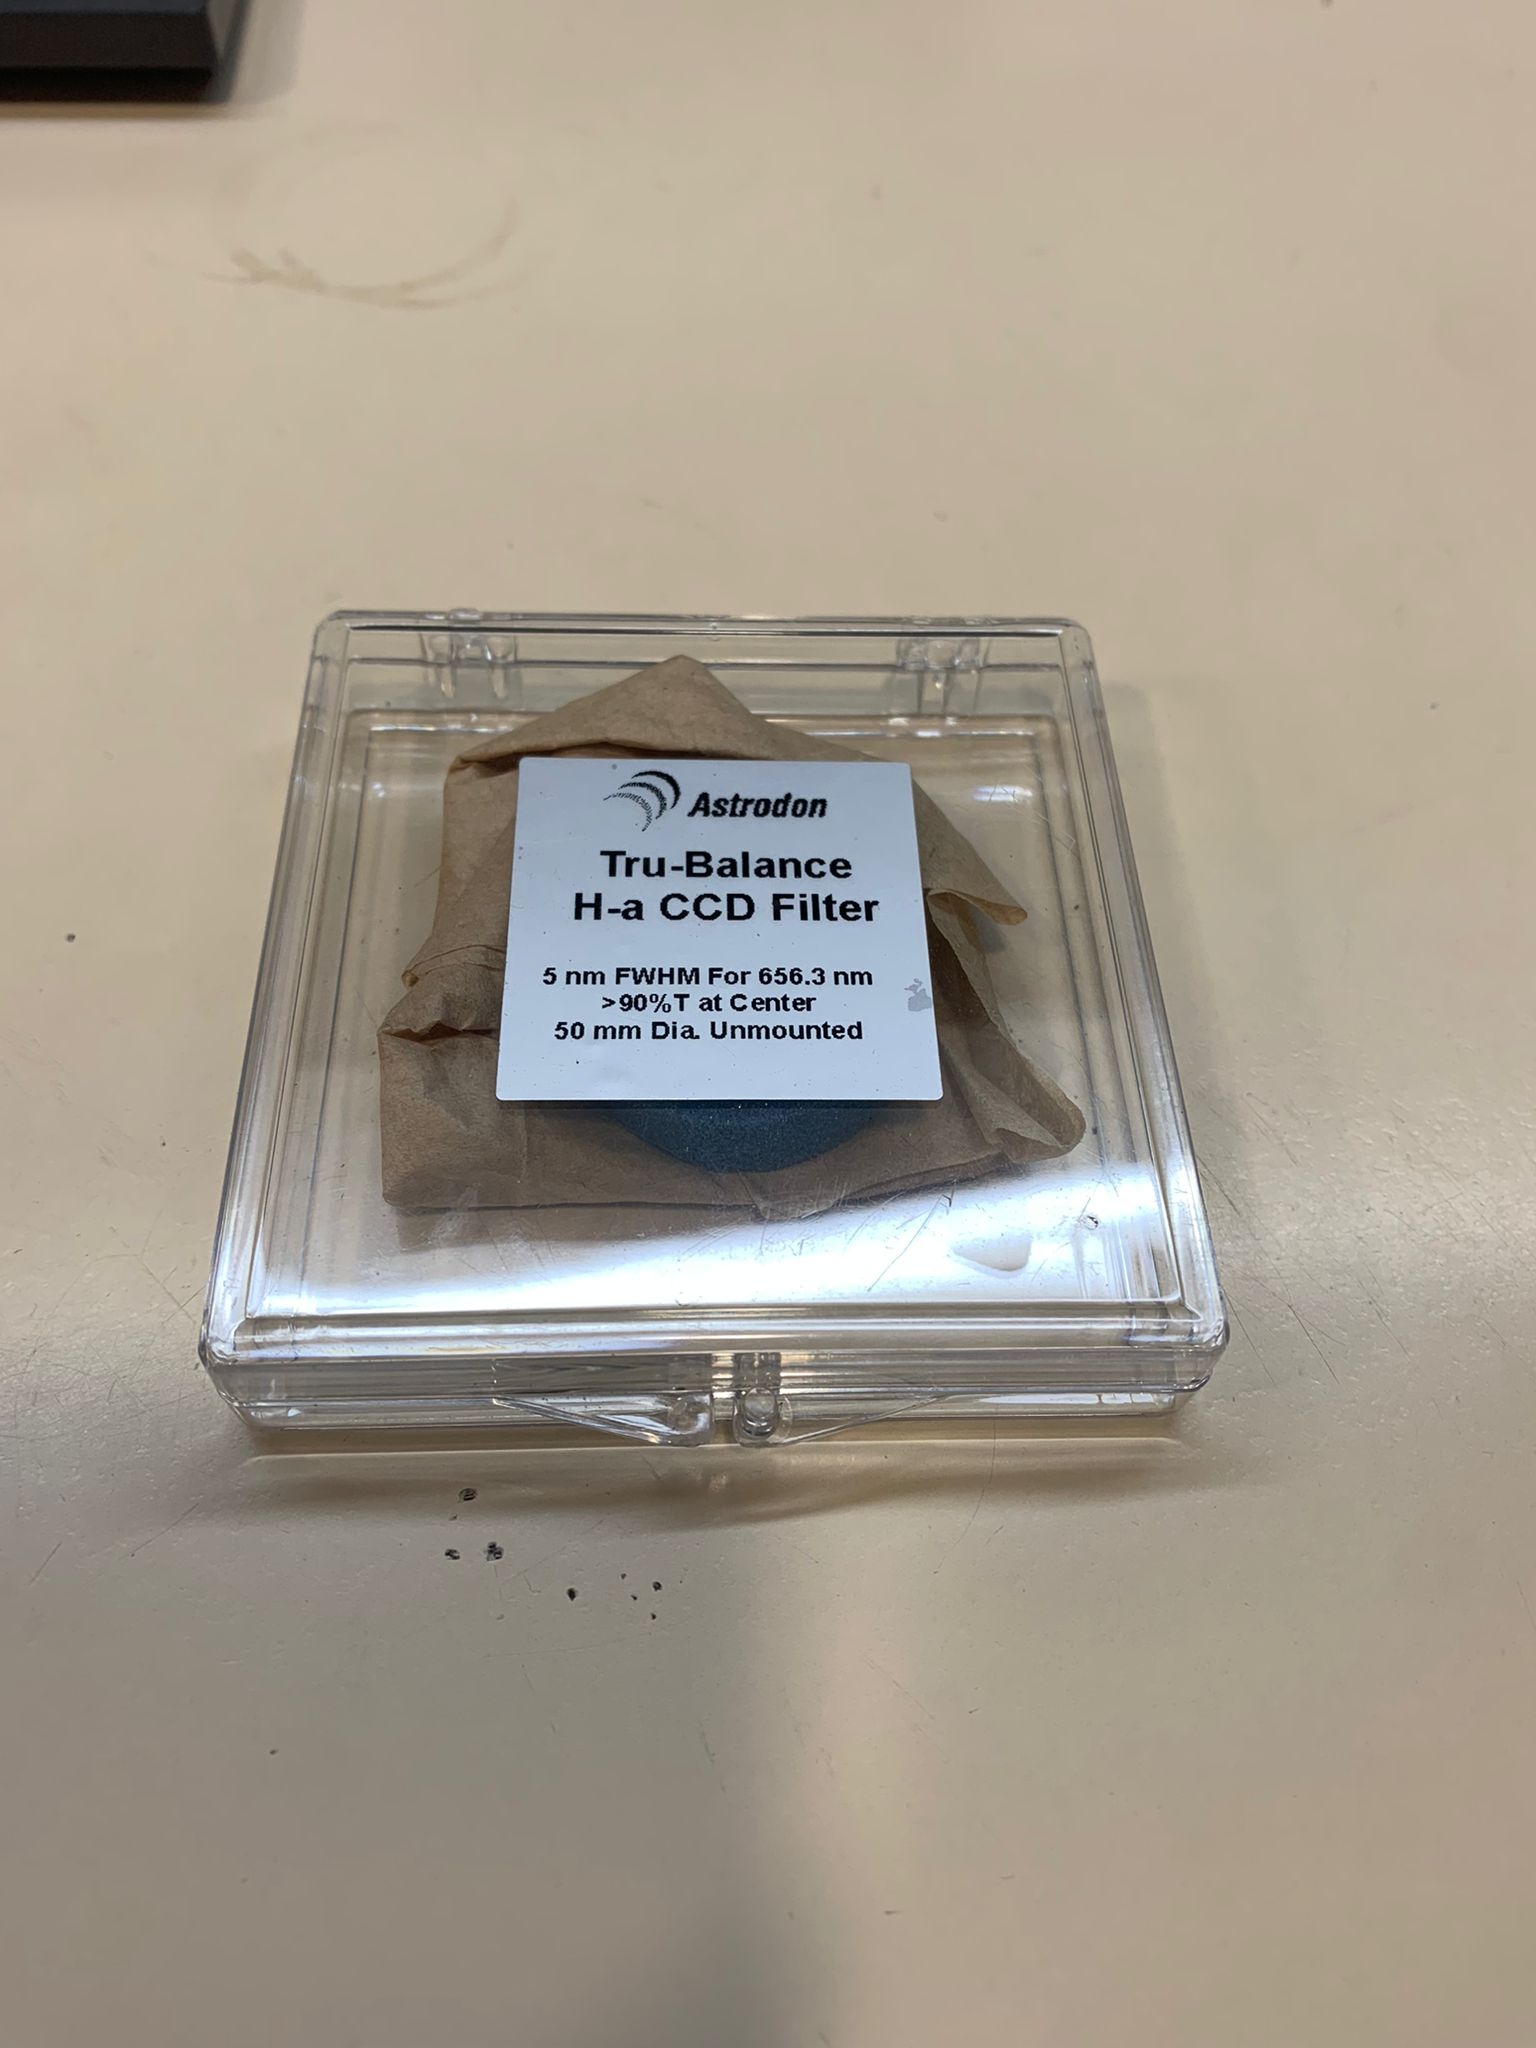 Astrodon
Tru-Balance
H-a CCD Filter
5 nm FWHM For 656.3 nm
>90%T at Center
50 mm Dia. Unmounted